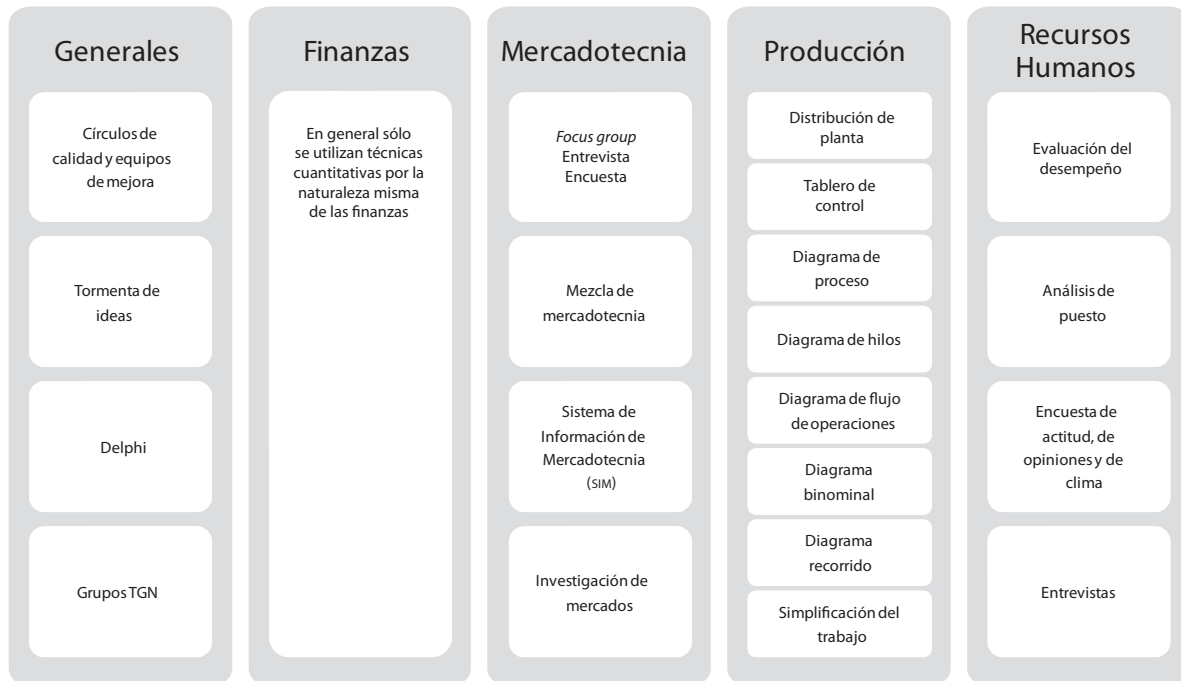 Generales
Círculos de
calidad y equipos
de mejora
Tormenta de
ideas
Delphi
Grupos TGN
Finanzas
En general sólo
se utilizan técnicas
cuantitativas por la
naturaleza misma
de las finanzas
Mercadotecnia
Focus group
Entrevista
Encuesta
Mezcla de
mercadotecnia
Sistema de
Información de
Mercadotecnia
(SIM)
Investigación de
mercados
Producción
Distribución de
planta
Tablero de
control
Diagrama de
proceso
Diagrama de hilos
Diagrama de flujo
de operaciones
Diagrama
binominal
Diagrama
recorrido
Simplificación del
trabajo
Recursos
Humanos
Evaluación del
desempeño
Análisis de
puesto
Encuesta de
actitud, de
opiniones y de
clima
Entrevistas